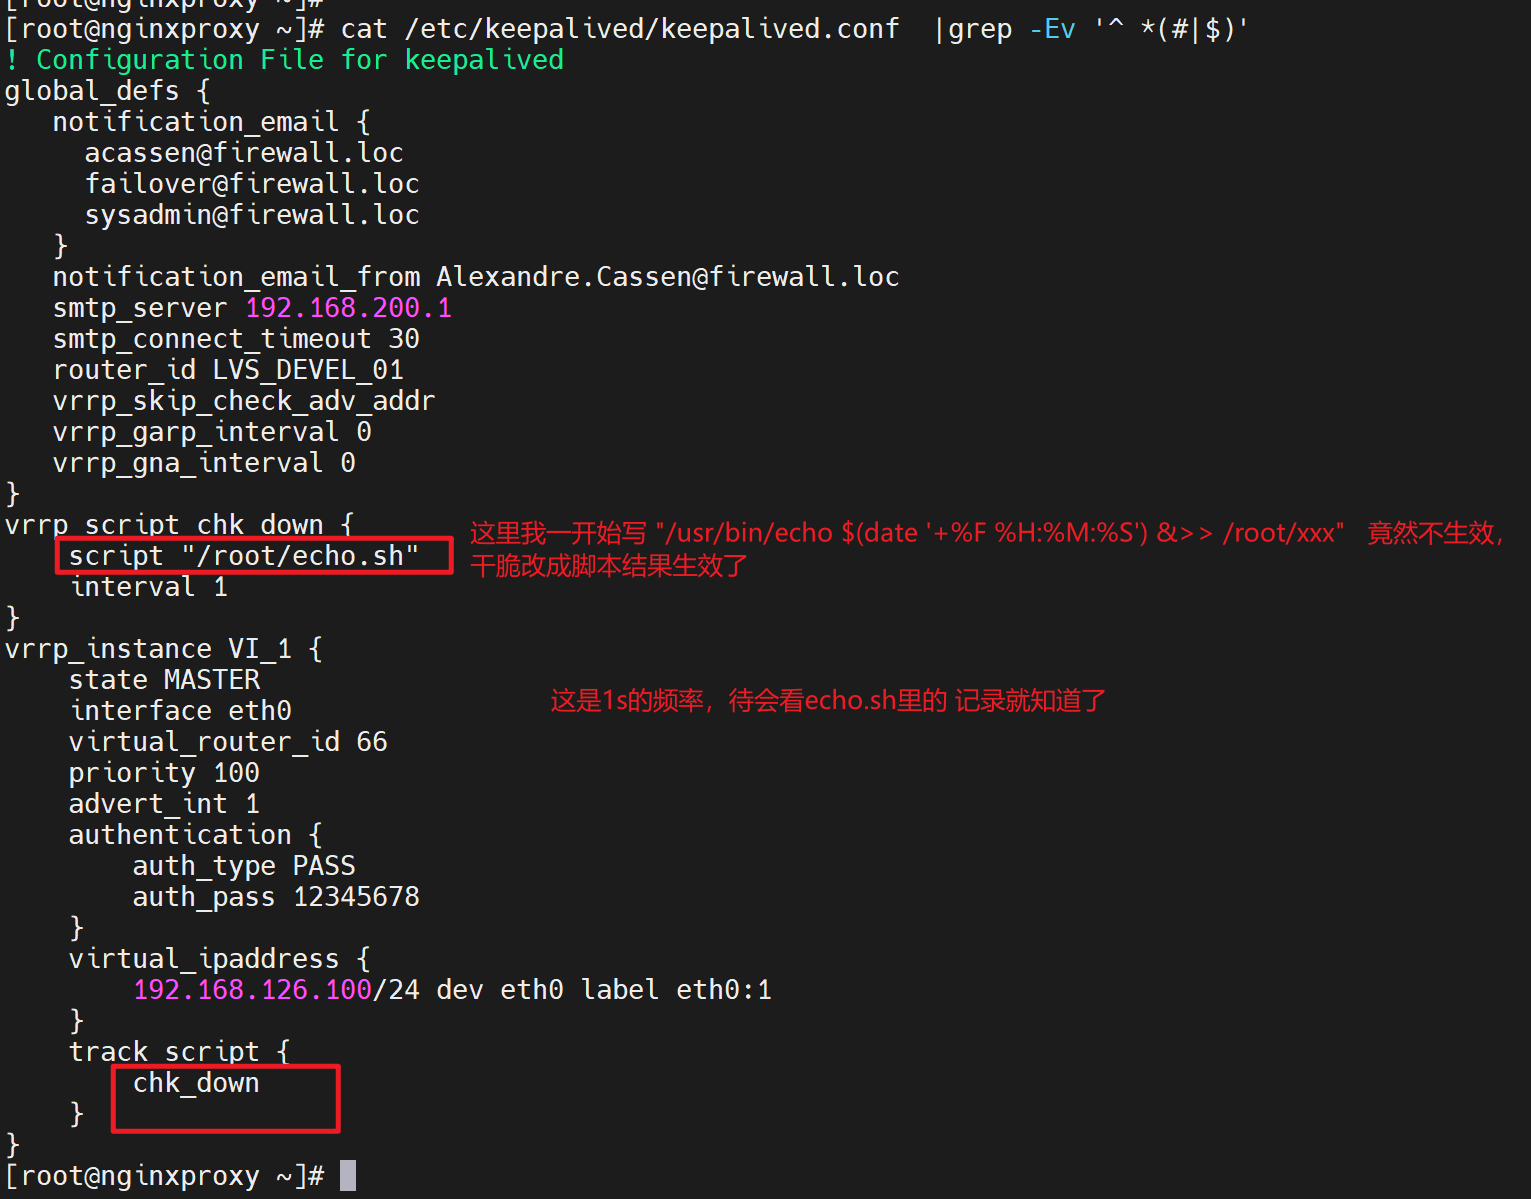 [root@nginxproxy ~]#
[root@nginxproxy ~]# cat /etc/keepalived/keepalived.conf  |grep -Ev '^ *(#|$)'
! Configuration File for keepalived
global_defs {
   notification_email {
     acassen@firewall.loc
     failover@firewall.loc
     sysadmin@firewall.loc
   }
   notification_email_from Alexandre.Cassen@firewall.loc
   smtp_server 192.168.200.1
   smtp_connect_timeout 30
   router_id LVS_DEVEL_01
   vrrp_skip_check_adv_addr
   vrrp_garp_interval 0
   vrrp_gna_interval 0
}
vrrp_script chk_down {
    script "/root/echo.sh"
    interval 1
这里我一开始写 "/usr/bin/echo $(date '+%F %H:%M:%S') &>> /root/xxx"   竟然不生效，
干脆改成脚本结果生效了
}
vrrp_instance VI_1 {
    state MASTER
    interface eth0
这是1s的频率，待会看echo.sh里的 记录就知道了
    virtual_router_id 66
    priority 100
    advert_int 1
    authentication {
        auth_type PASS
        auth_pass 12345678
    }
    virtual_ipaddress {
        192.168.126.100/24 dev eth0 label eth0:1
    }
    track_script {
        chk_down
    }
}
[root@nginxproxy ~]#